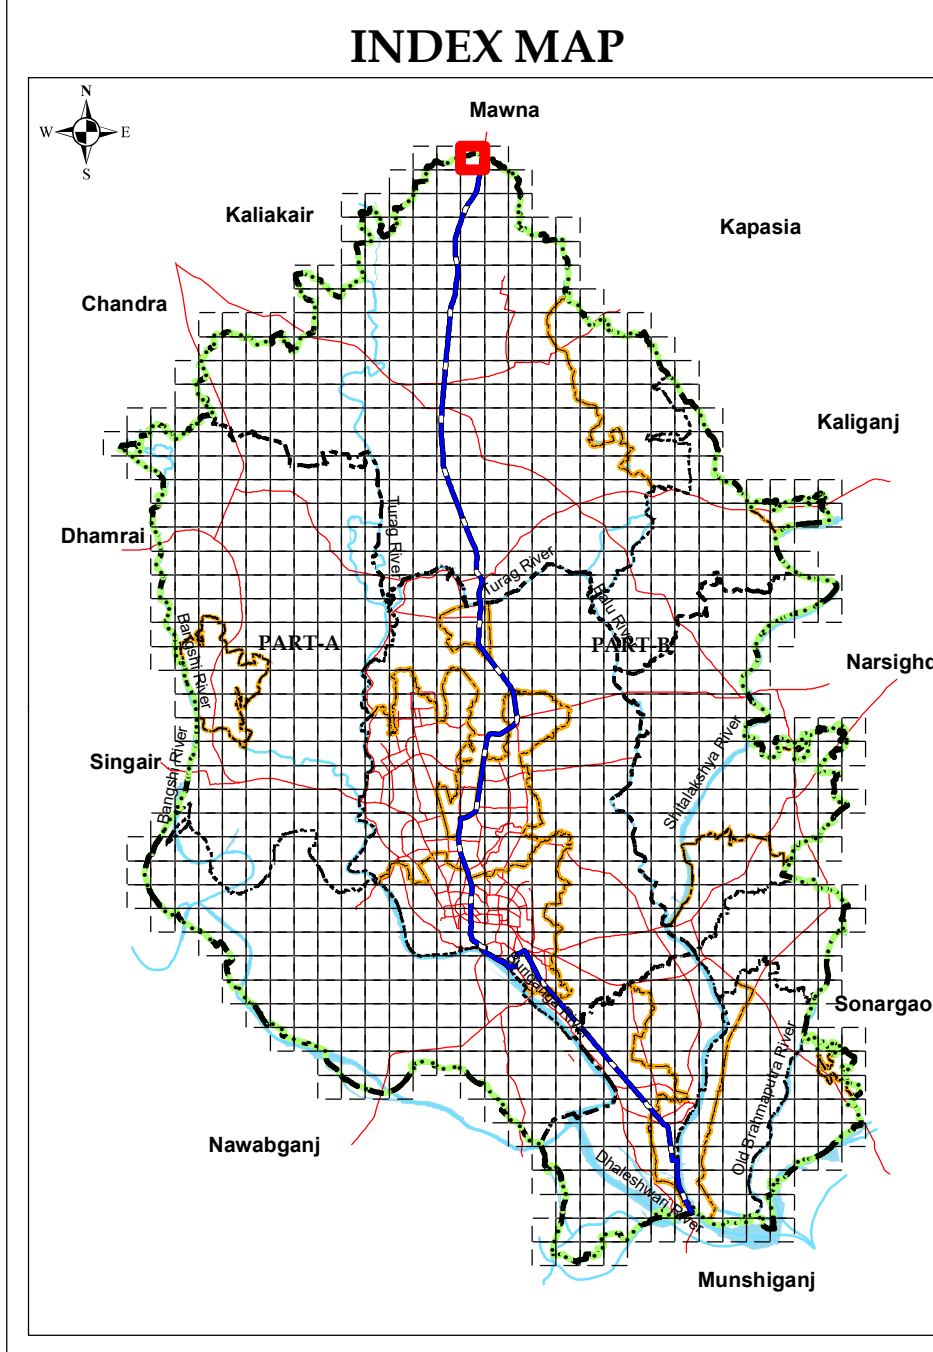 INDEX MAP
N
W E
S
Mawna
Kaliakair
Kapasia
Chandra
Kaliganj
Dhamrai
Turag River
Turag River
Balu River
Bangshi River
PART-A
PART-B
Narsighd
Singair
Bangshi River
Shitalakshya River
Buriganga River
Sonargao
Old Brahmaputra River
Nawabganj
Dhaleshwari River
Munshiganj